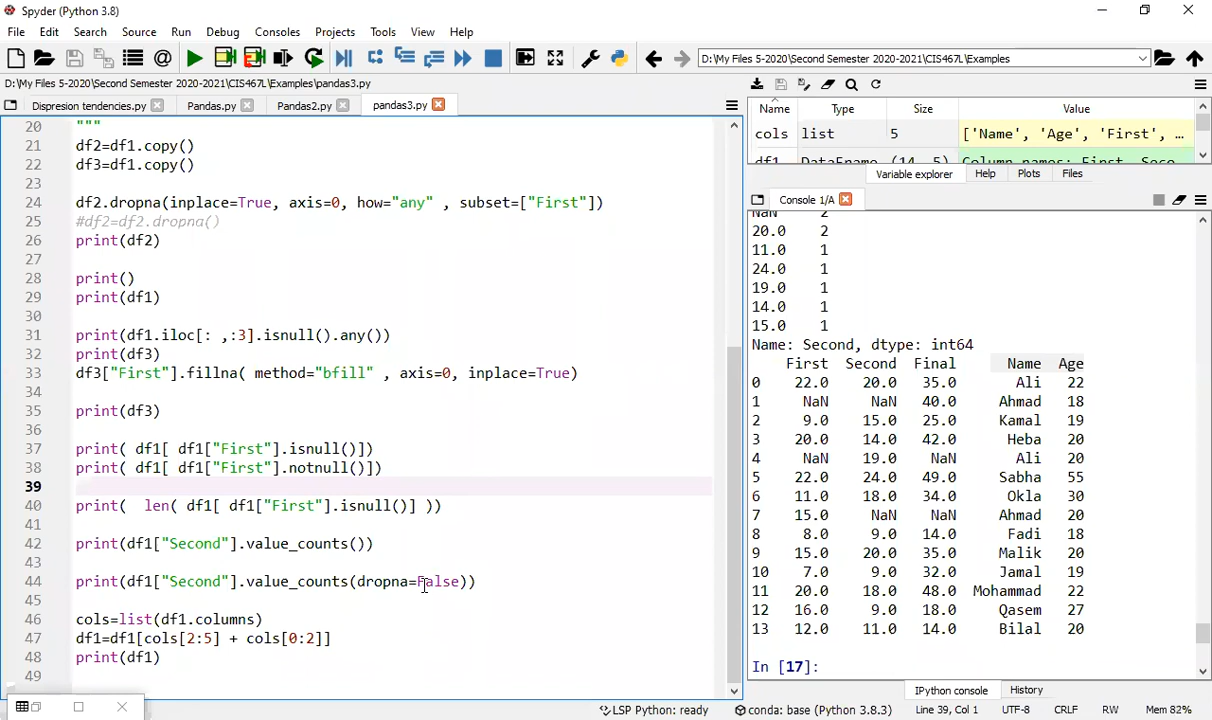 Spyder (Python 3.8)
File Edit Search Source Run Debug Consoles Projects Tools View Help
D:\My Files 5-2020\Second Semester 2020-2021\CIS467L\Examples
D:\My Files 5-2020\Second Semester 2020-2021\CIS467L\Examples\pandas3.py
Dispresion tendencies.py Pandas.py Pandas2.py pandas3.py
20 """
21 df2=df1.copy()
22 df3=df1.copy()
23
24 df2.dropna(inplace=True, axis=0, how="any" , subset=["First"])
25 #df2=df2.dropna()
26 print(df2)
27
28 print()
29 print(df1)
30
31 print(df1.iloc[: ,:3].isnull().any())
32 print(df3)
33 df3["First"].fillna( method="bfill" , axis=0, inplace=True)
34
35 print(df3)
36
37 print( df1[ df1["First"].isnull()])
38 print( df1[ df1["First"].notnull()])
39
40 print(  len( df1[ df1["First"].isnull()] ))
41
42 print(df1["Second"].value_counts())
43
44 print(df1["Second"].value_counts(dropna=False))
45
46 cols=list(df1.columns)
47 df1=df1[cols[2:5] + cols[0:2]]
48 print(df1)
49
Name Type Size Value
cols list 5 ['Name', 'Age', 'First', …
df1 DataFrame (14, 5) Column names: First, Seco
Variable explorer Help Plots Files
Console 1/A
NaN 2
20.0 2
11.0 1
24.0 1
19.0 1
14.0 1
15.0 1
Name: Second, dtype: int64
First Second Final Name Age
0 22.0 20.0 35.0 Ali 22
1 NaN NaN 40.0 Ahmad 18
2 9.0 15.0 25.0 Kamal 19
3 20.0 14.0 42.0 Heba 20
4 NaN 19.0 NaN Ali 20
5 22.0 24.0 49.0 Sabha 55
6 11.0 18.0 34.0 Okla 30
7 15.0 NaN NaN Ahmad 20
8 8.0 9.0 14.0 Fadi 18
9 15.0 20.0 35.0 Malik 20
10 7.0 9.0 32.0 Jamal 19
11 20.0 18.0 48.0 Mohammad 22
12 16.0 9.0 18.0 Qasem 27
13 12.0 11.0 14.0 Bilal 20
In [17]:
IPython console History
LSP Python: ready conda: base (Python 3.8.3) Line 39, Col 1 UTF-8 CRLF RW Mem 82%